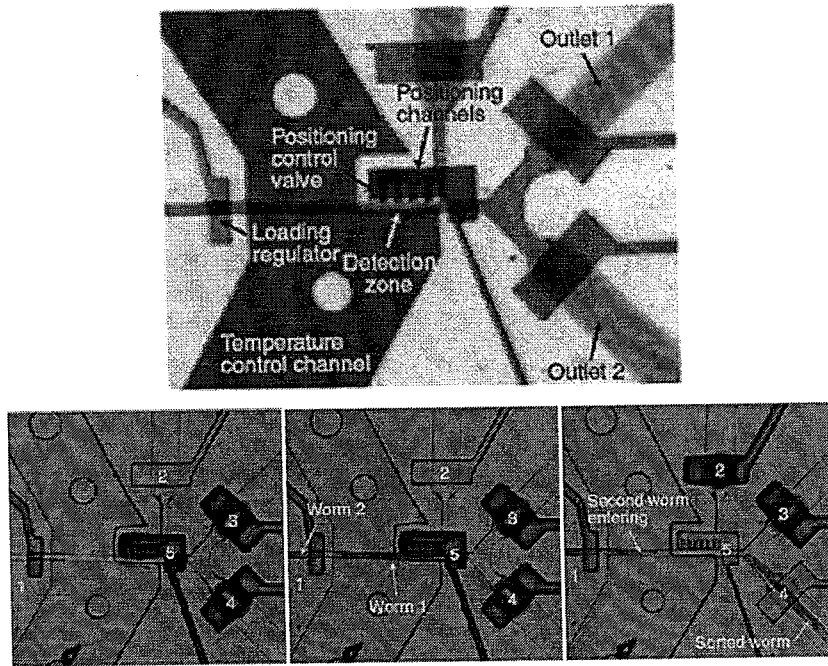 Outlet 1
Positioning
channels
Positioning
control
valve
Loading
regulator
Detection
zone
Temperature
control channel
Outlet 2
1
2
3
5
4
Worm 2
1
2
3
5
4
Worm 1
Second worm
entering
1
2
3
5
4
Sorted worm